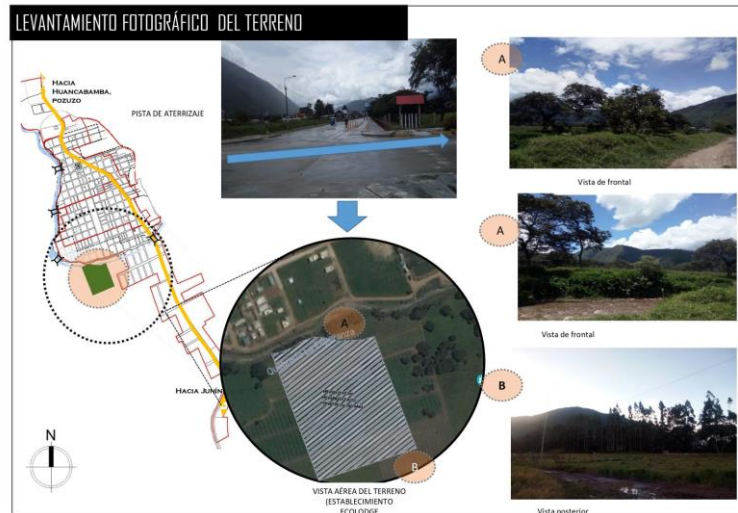 LEVANTAMIENTO FOTOGRÁFICO DEL TERRENO
HACIA
HUANCABAMBA,
POZUZO
PISTA DE ATERRIZAJE
HACIA JUNÍN
N
A
B
VISTA AÉREA DEL TERRENO
(ESTABLECIMIENTO
ECOLODGE
A
Vista de frontal
A
Vista de frontal
B
Vista posterior